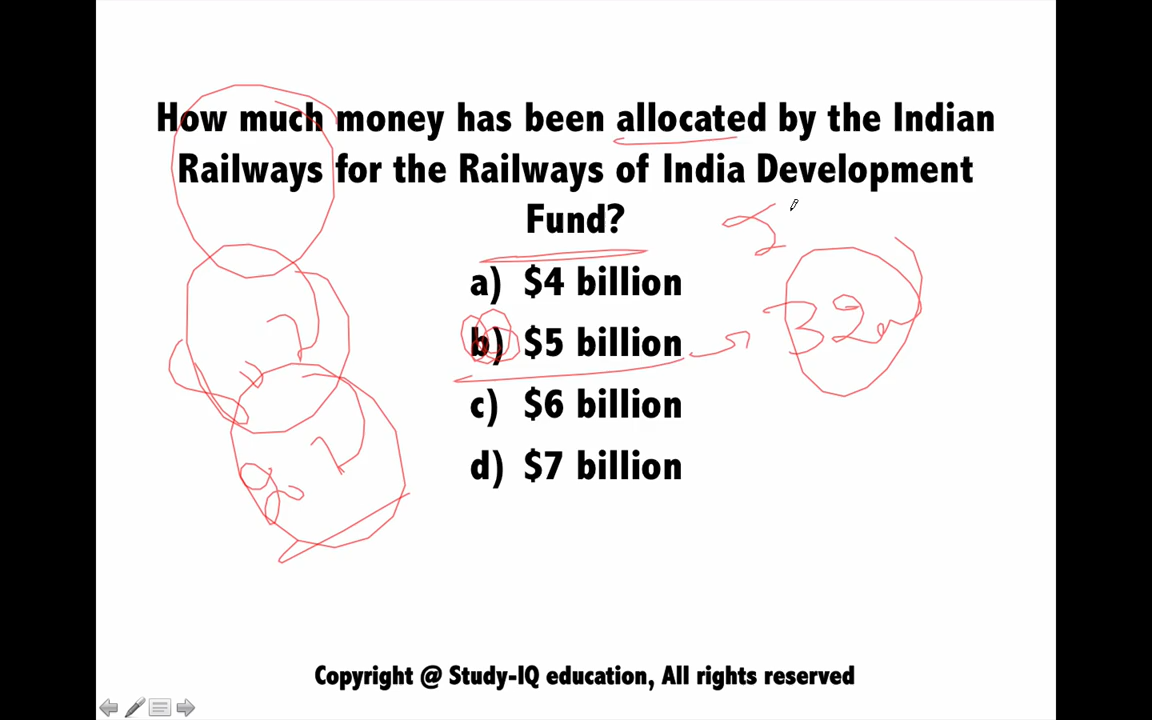 How much money has been allocated by the Indian
Railways for the Railways of India Development
Fund?
a) $4 billion
b) $5 billion
32
c) $6 billion
d) $7 billion
Copyright @ Study-IQ education, All rights reserved